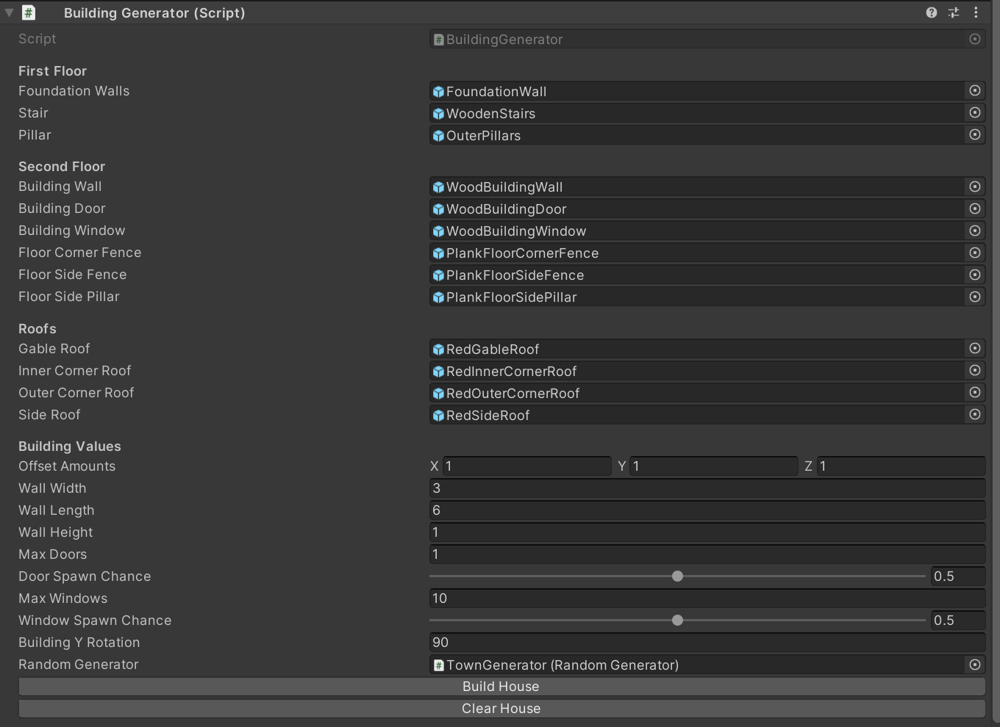 Building Generator (Script)
Script BuildingGenerator
First Floor
Foundation Walls FoundationWall
Stair WoodenStairs
Pillar OuterPillars
Second Floor
Building Wall WoodBuildingWall
Building Door WoodBuildingDoor
Building Window WoodBuildingWindow
Floor Corner Fence PlankFloorCornerFence
Floor Side Fence PlankFloorSideFence
Floor Side Pillar PlankFloorSidePillar
Roofs
Gable Roof RedGableRoof
Inner Corner Roof RedInnerCornerRoof
Outer Corner Roof RedOuterCornerRoof
Side Roof RedSideRoof
Building Values
Offset Amounts X 1 Y 1 Z 1
Wall Width 3
Wall Length 6
Wall Height 1
Max Doors 1
Door Spawn Chance 0.5
Max Windows 10
Window Spawn Chance 0.5
Building Y Rotation 90
Random Generator TownGenerator (Random Generator)
Build House
Clear House